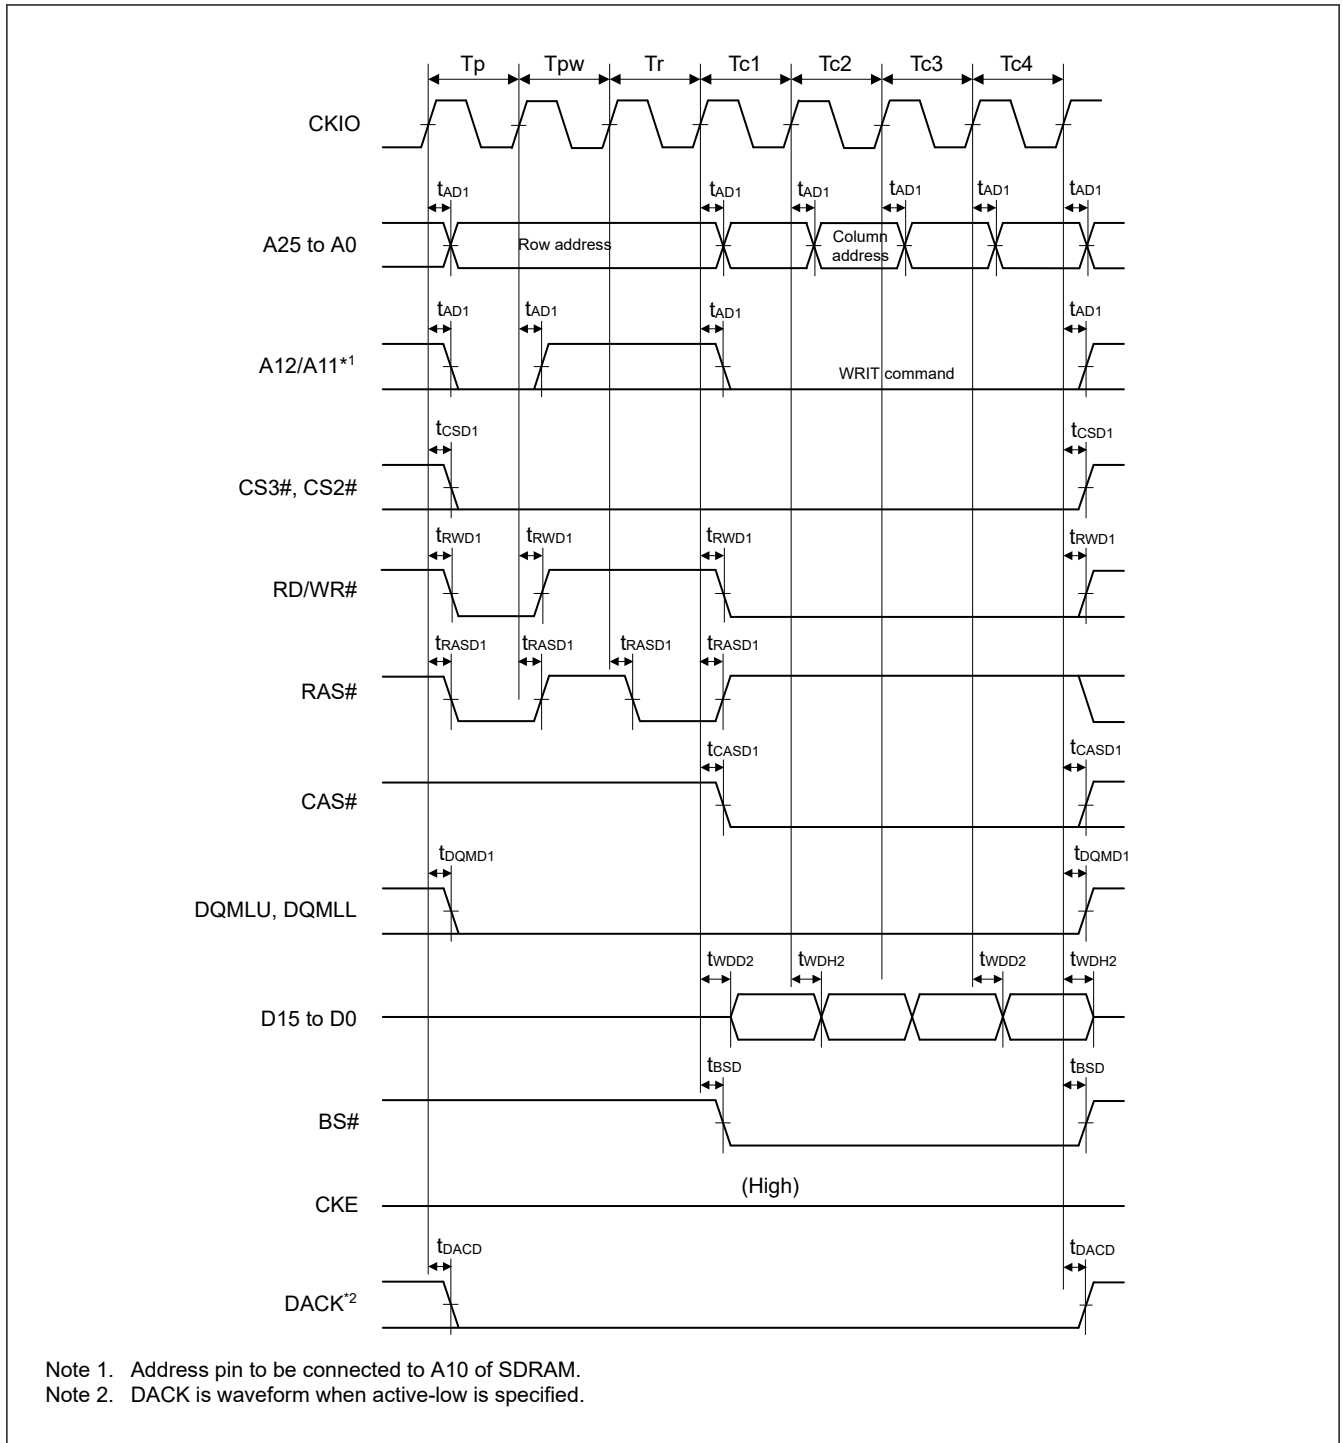 Tp Tpw Tr Tc1 Tc2 Tc3 Tc4
CKIO
tAD1 tAD1 tAD1 tAD1 tAD1 tAD1
A25 to A0
Row address
Column
address
tAD1 tAD1 tAD1 tAD1
A12/A11*1
WRIT command
tCSD1 tCSD1
CS3#, CS2#
tRWD1 tRWD1 tRWD1 tRWD1
RD/WR#
tRASD1 tRASD1 tRASD1 tRASD1
RAS#
tCASD1 tCASD1
CAS#
tDQMD1 tDQMD1
DQMLU, DQMLL
tWDD2 tWDH2 tWDD2 tWDH2
D15 to D0
tBSD tBSD
BS#
(High)
CKE
tDACD tDACD
DACK*2
Note 1. Address pin to be connected to A10 of SDRAM.
Note 2. DACK is waveform when active-low is specified.